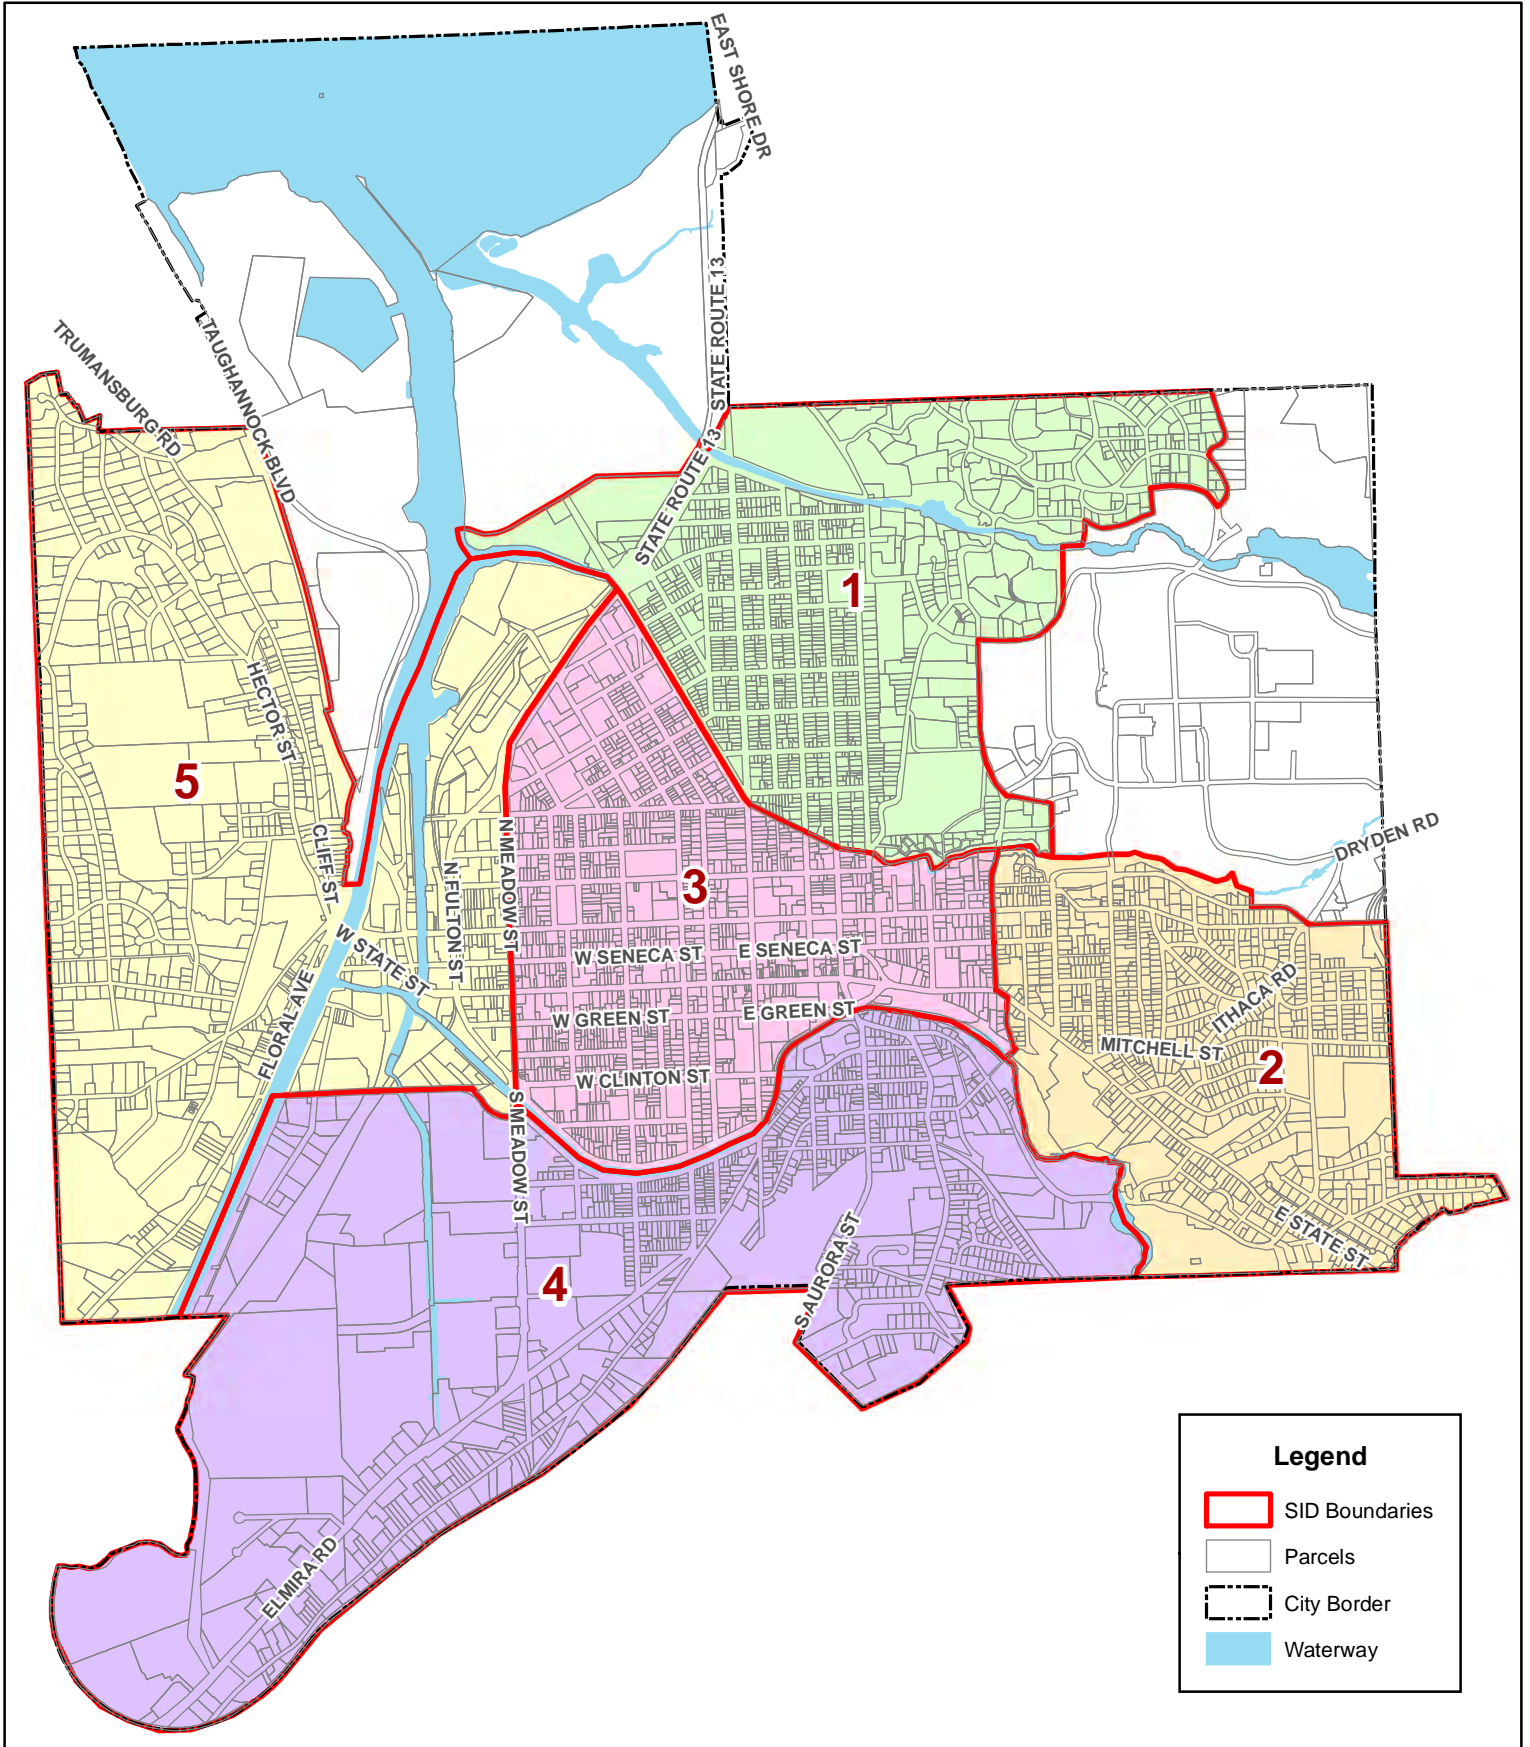 EAST SHORE DR
STATE ROUTE 13
TRUMANSBURG RD
TAUGHANNOCK BLVD
STATE ROUTE 13
1
HECTOR ST
5
CLIFF ST
N MEADOW ST
N FULTON ST
3
DRYDEN RD
W STATE ST
W SENECA ST
E SENECA ST
FLORAL AVE
W GREEN ST
E GREEN ST
ITHACA RD
MITCHELL ST
2
W CLINTON ST
S MEADOW ST
S AURORA ST
E STATE ST
4
ELMIRA RD
Legend
SID Boundaries
Parcels
City Border
Waterway